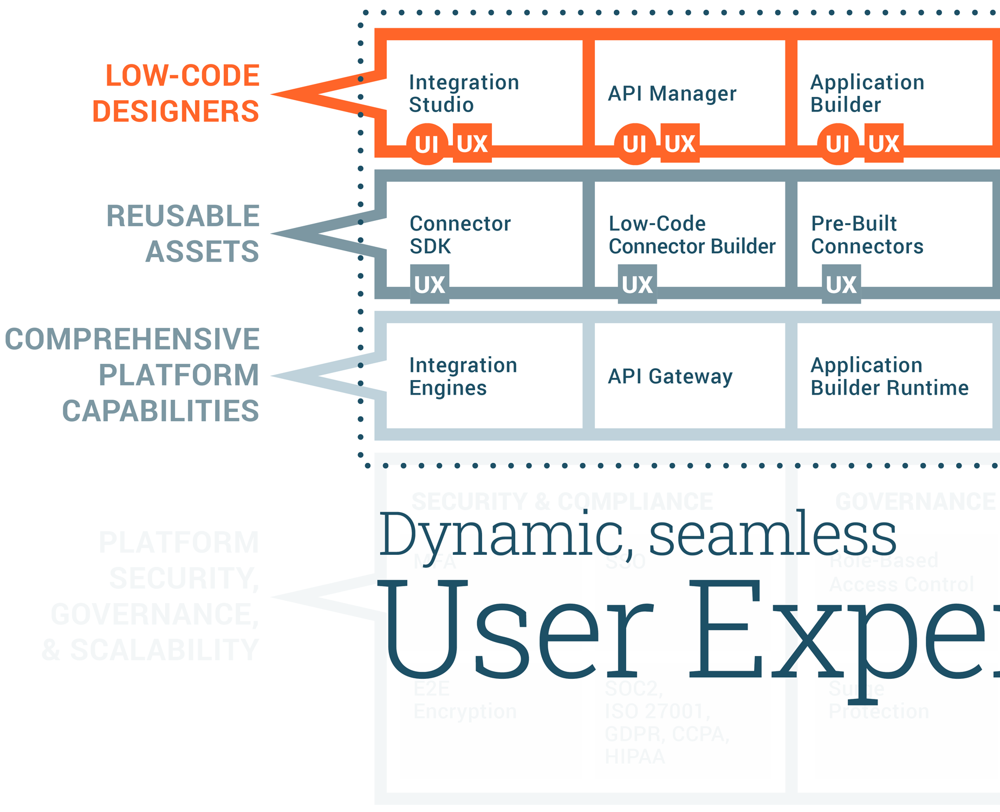 LOW-CODE
DESIGNERS
Integration
Studio
UI UX
API Manager
UI UX
Application
Builder
UI UX
REUSABLE
ASSETS
Connector
SDK
UX
Low-Code
Connector Builder
UX
Pre-Built
Connectors
UX
COMPREHENSIVE
PLATFORM
CAPABILITIES
Integration
Engines
API Gateway
Application
Builder Runtime
PLATFORM
SECURITY,
GOVERNANCE,
& SCALABILITY
SECURITY & COMPLIANCE
GOVERNANCE
Dynamic, seamless
User Exper
MFA
SSO
Role-Based
Access Control
E2E
Encryption
SOC2,
ISO 27001,
GDPR, CCPA,
HIPAA
Surge
Protection